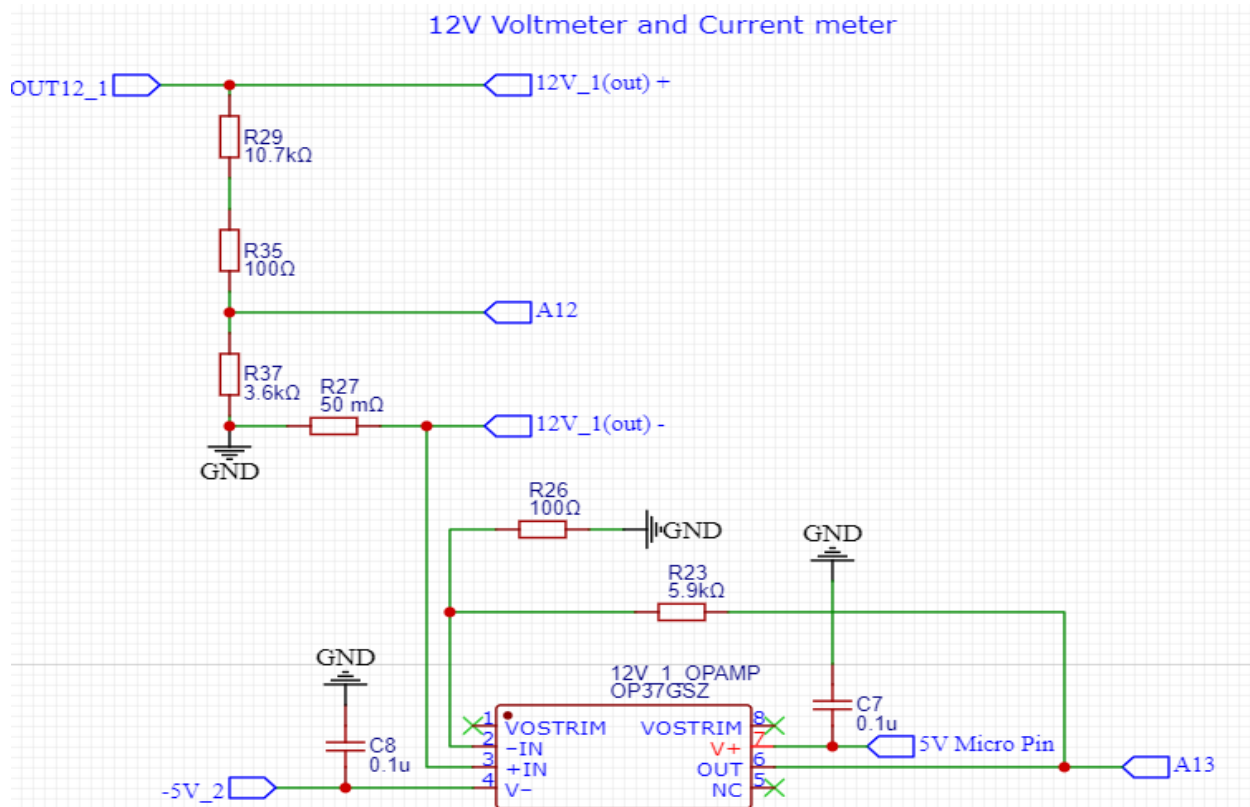 12V Voltmeter and Current meter
OUT12_1
12V_1(out) +
R29
10.7kΩ
R35
100Ω
A12
R37
3.6kΩ
R27
50 mΩ
12V_1(out) -
GND
R26
100Ω
GND
GND
R23
5.9kΩ
GND
12V_1_OPAMP
OP37GSZ
1
VOSTRIM
VOSTRIM
8
C7
0.1u
C8
0.1u
2
-IN
V+
7
5V Micro Pin
3
+IN
OUT
6
A13
-5V_2
4
V-
NC
5